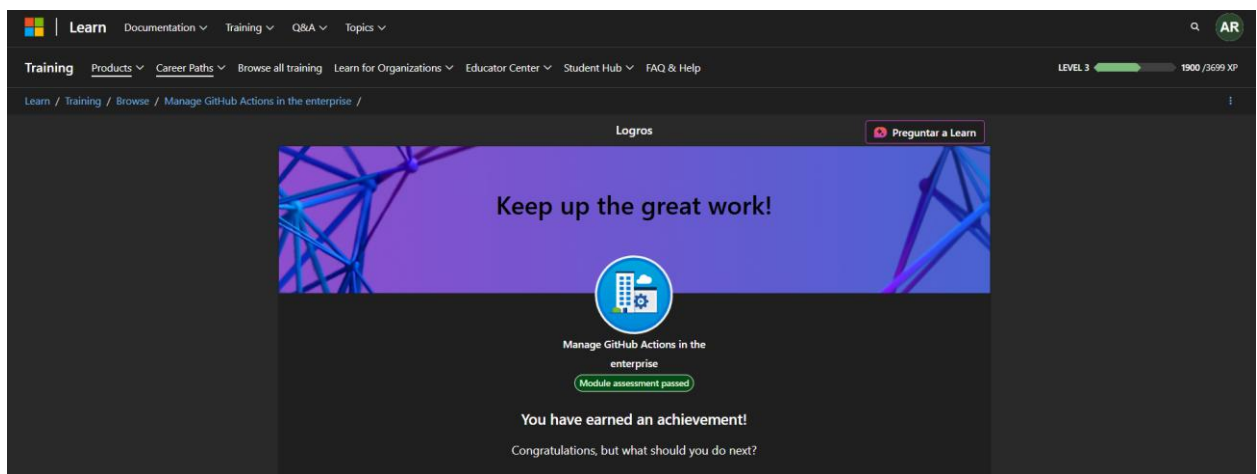 Learn Documentation Training Q&A Topics AR
Training Products Career Paths Browse all training Learn for Organizations Educator Center Student Hub FAQ & Help LEVEL 3 1900 /3699 XP
Learn / Training / Browse / Manage GitHub Actions in the enterprise /
Logros Preguntar a Learn
Keep up the great work!
Manage GitHub Actions in the
enterprise
Module assessment passed
You have earned an achievement!
Congratulations, but what should you do next?